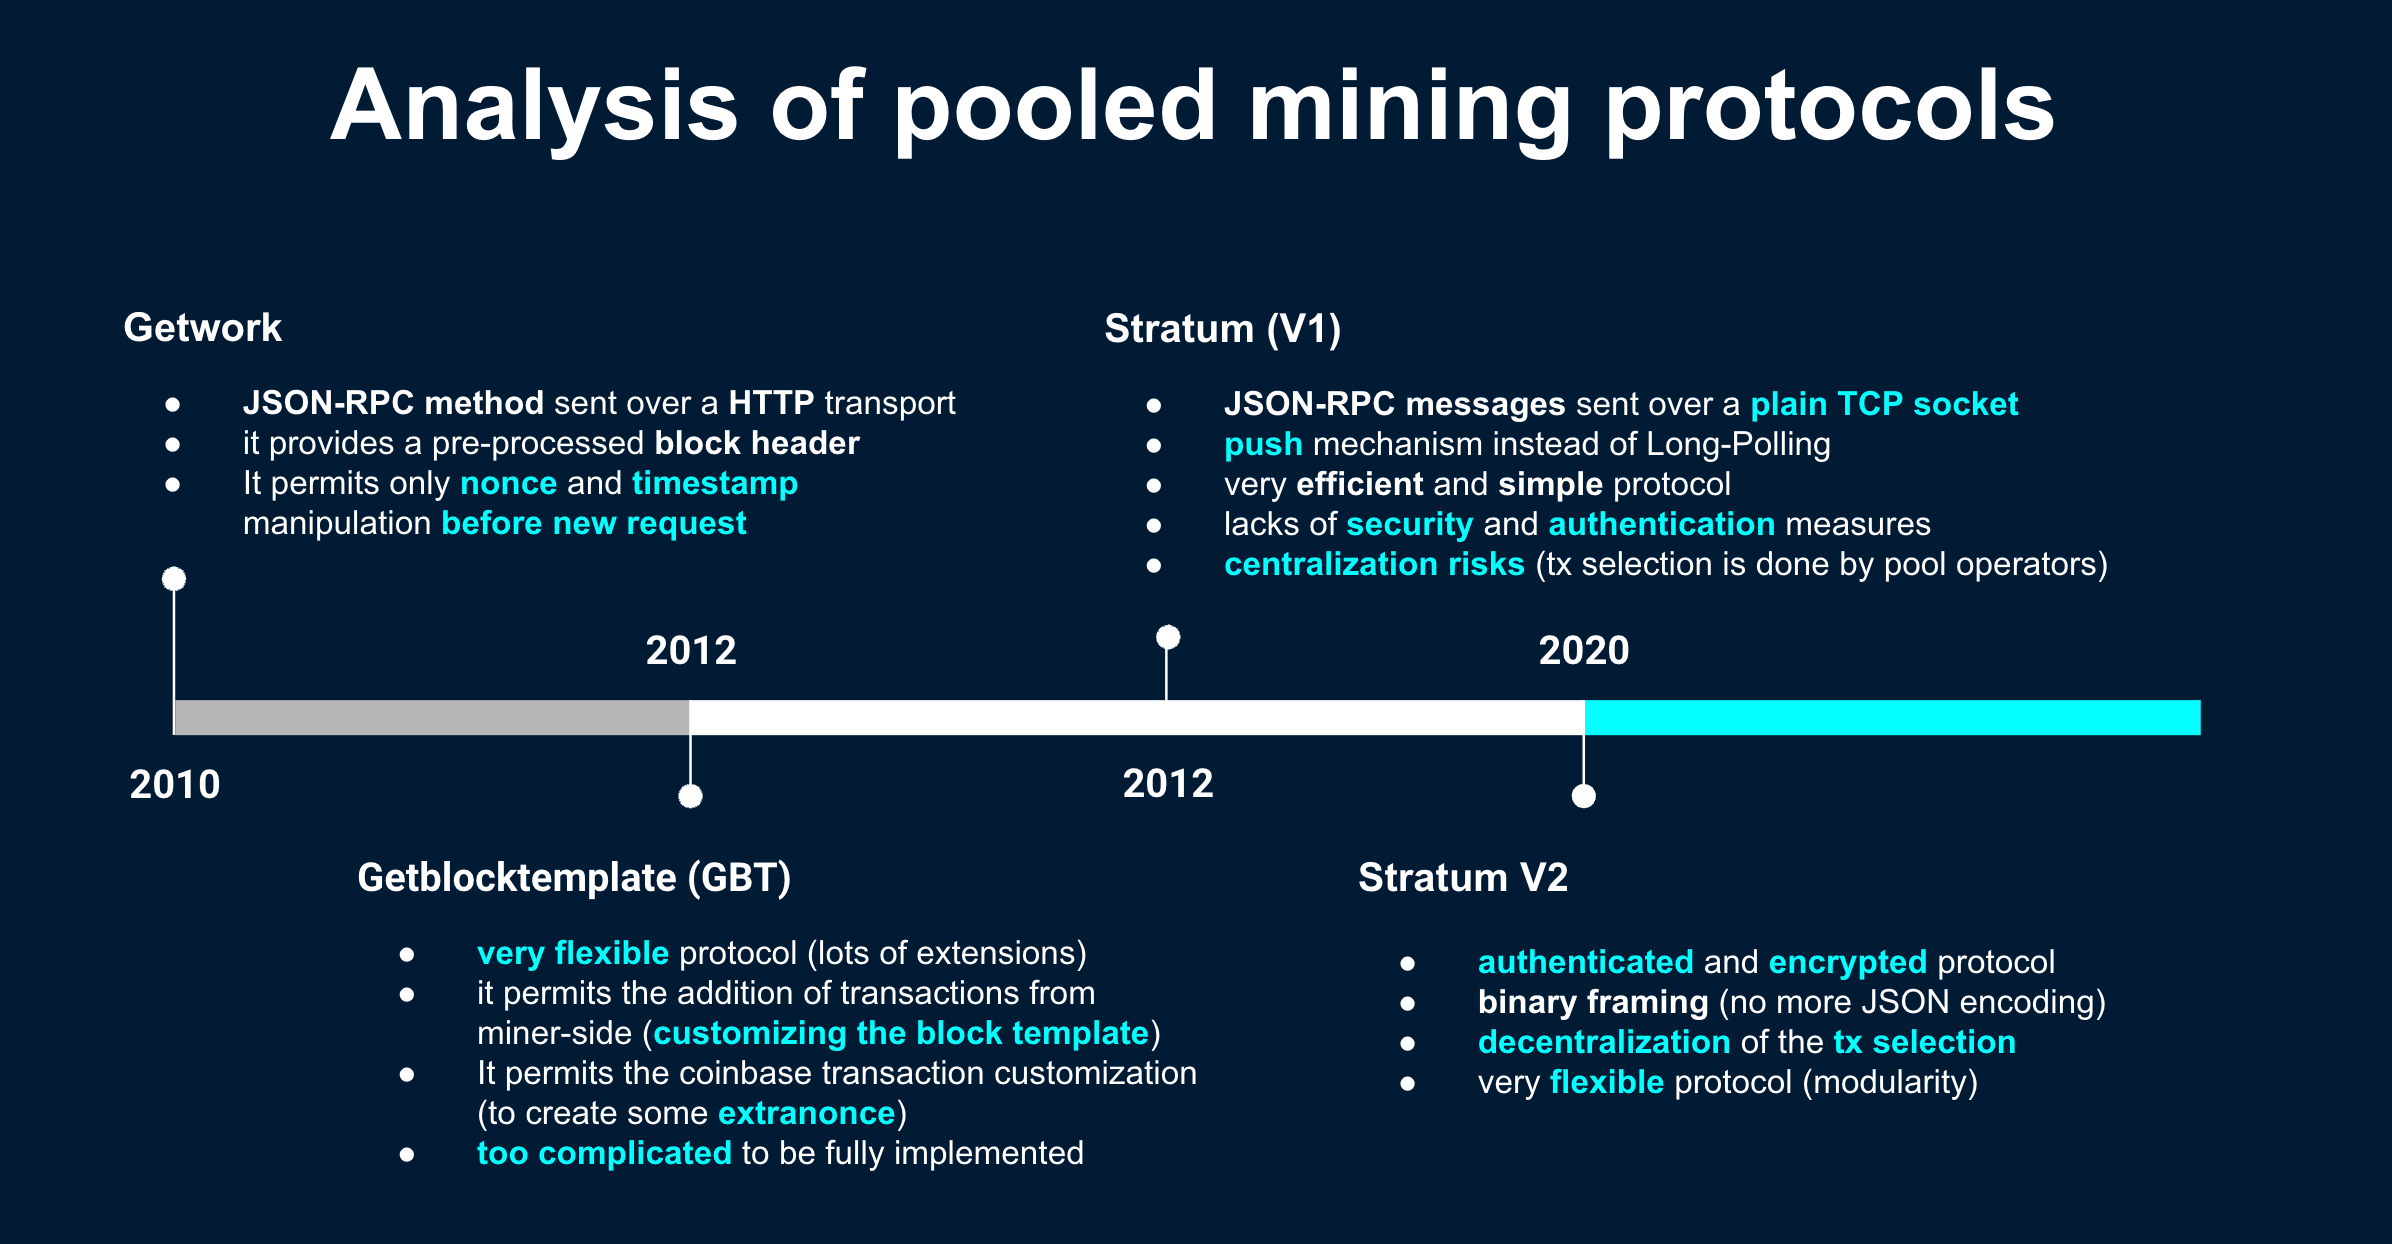 Analysis of pooled mining protocols
Getwork
● JSON-RPC method sent over a HTTP transport
● it provides a pre-processed block header
● It permits only nonce and timestamp
manipulation before new request
Stratum (V1)
● JSON-RPC messages sent over a plain TCP socket
● push mechanism instead of Long-Polling
● very efficient and simple protocol
● lacks of security and authentication measures
● centralization risks (tx selection is done by pool operators)
2012
2020
2010
2012
Getblocktemplate (GBT)
● very flexible protocol (lots of extensions)
● it permits the addition of transactions from
miner-side (customizing the block template)
● It permits the coinbase transaction customization
(to create some extranonce)
● too complicated to be fully implemented
Stratum V2
● authenticated and encrypted protocol
● binary framing (no more JSON encoding)
● decentralization of the tx selection
● very flexible protocol (modularity)